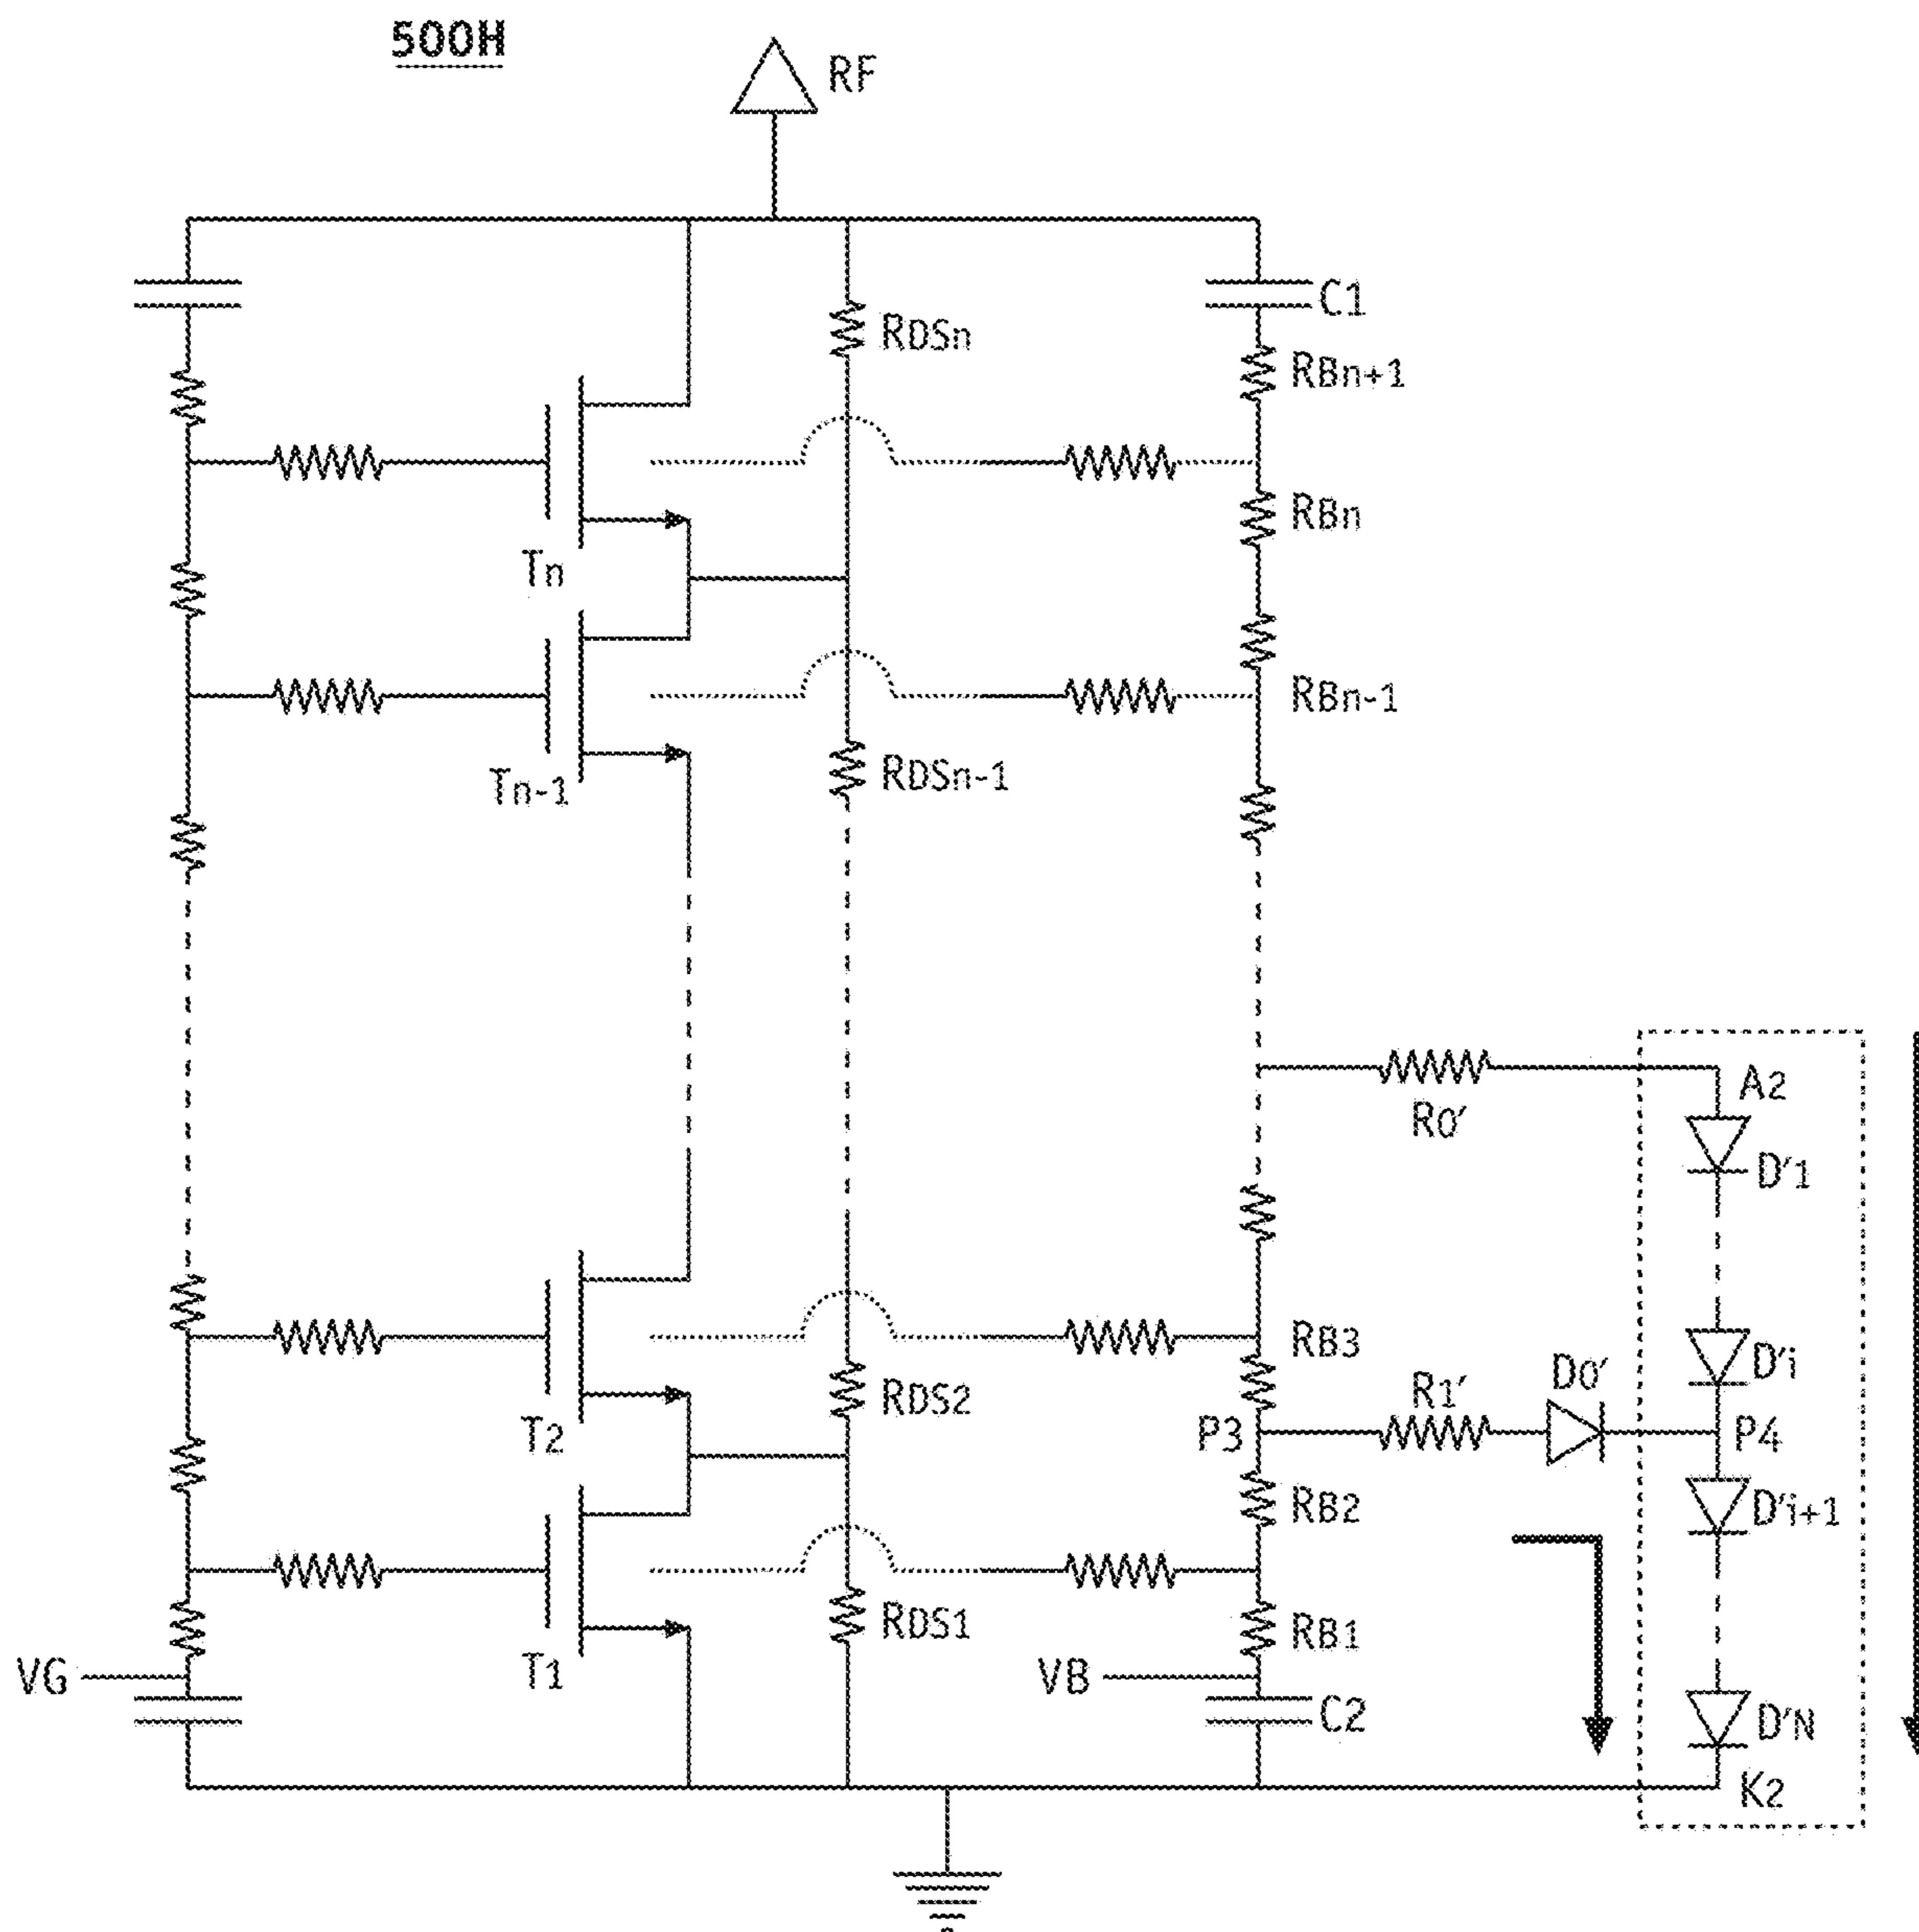 500H
RF
C1
RDSn
RBn+1
RBn
Tn
RBn-1
RDSn-1
Tn-1
A2
R0'
D'1
RB3
D'i
D0'
R1'
RDS2
T2
P3
P4
RB2
D'i+1
RDS1
RB1
T1
VG
VB
C2
D'N
K2